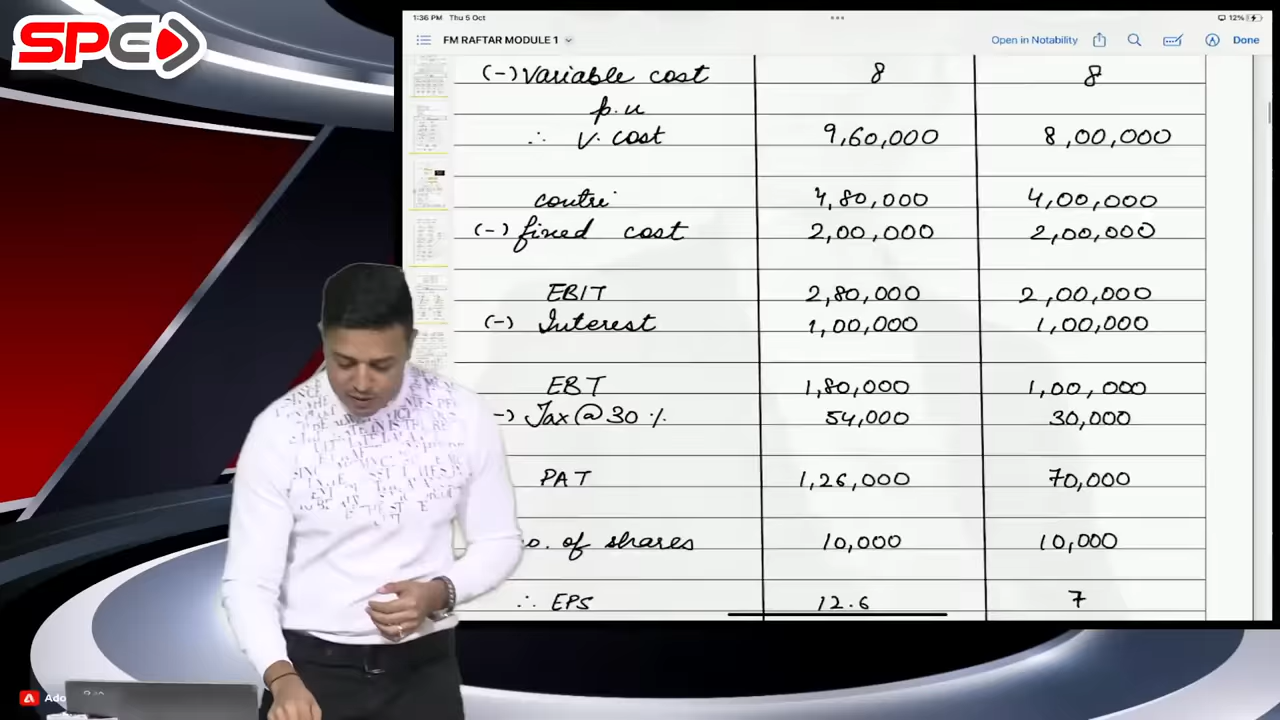 SPED
1:36 PM Thu 5 Oct
12%
FM RAFTAR MODULE 1
Open in Notability
Done
(-) Variable cost 8 8
p.u
∴ V. cost 9,60,000 8,00,000
contri 4,80,000 4,00,000
(-) fixed cost 2,00,000 2,00,000
EBIT 2,80,000 2,00,000
(-) Interest 1,00,000 1,00,000
EBT 1,80,000 1,00,000
-) Tax @ 30 % 54,000 30,000
PAT 1,26,000 70,000
o. of shares 10,000 10,000
∴ EPS 12.6 7
Ado